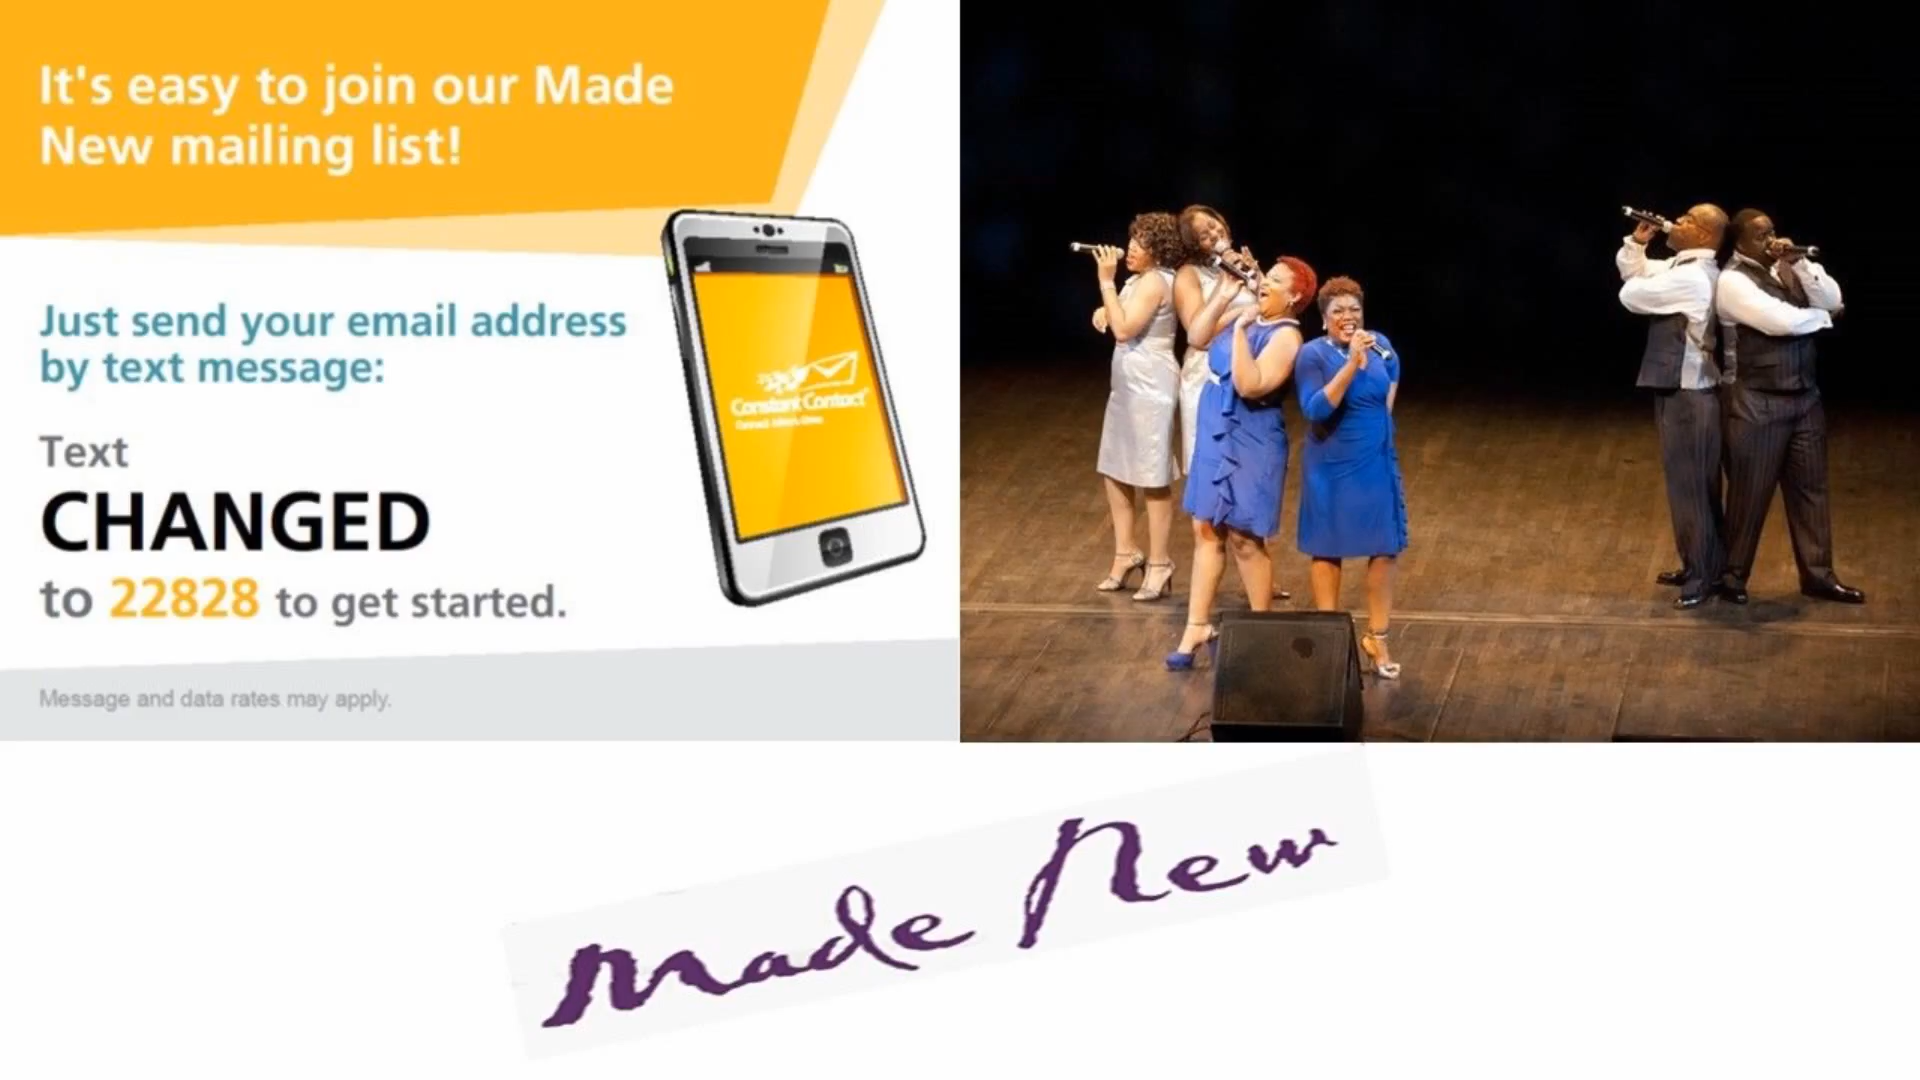 It's easy to join our Made
New mailing list!
Just send your email address
by text message:
Text
CHANGED
to 22828 to get started.
Constant Contact
Message and data rates may apply.
Made New